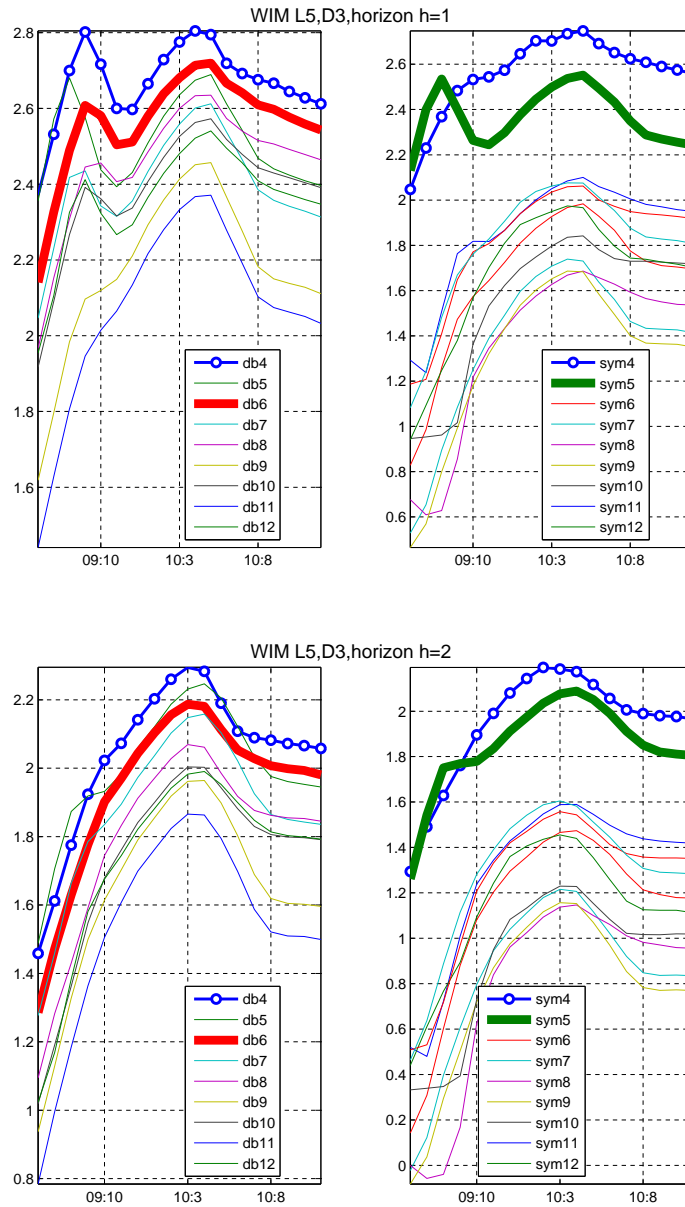 WIM L5,D3,horizon h=1
2.8
2.6
2.4
2.2
2
1.8
1.6
09:10 10:3 10:8
db4
db5
db6
db7
db8
db9
db10
db11
db12
2.6
2.4
2.2
2
1.8
1.6
1.4
1.2
1
0.8
0.6
09:10 10:3 10:8
sym4
sym5
sym6
sym7
sym8
sym9
sym10
sym11
sym12
WIM L5,D3,horizon h=2
2.2
2
1.8
1.6
1.4
1.2
1
0.8
09:10 10:3 10:8
db4
db5
db6
db7
db8
db9
db10
db11
db12
2
1.8
1.6
1.4
1.2
1
0.8
0.6
0.4
0.2
0
09:10 10:3 10:8
sym4
sym5
sym6
sym7
sym8
sym9
sym10
sym11
sym12